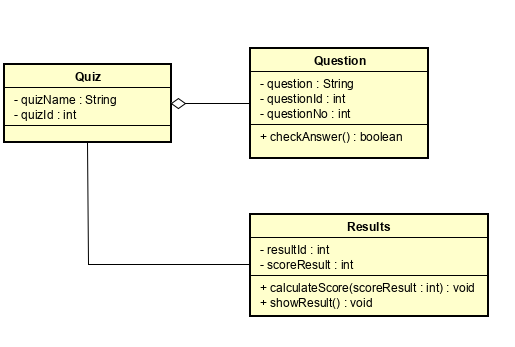 Quiz
- quizName : String
- quizId : int
Question
- question : String
- questionId : int
- questionNo : int
+ checkAnswer() : boolean
Results
- resultId : int
- scoreResult : int
+ calculateScore(scoreResult : int) : void
+ showResult() : void